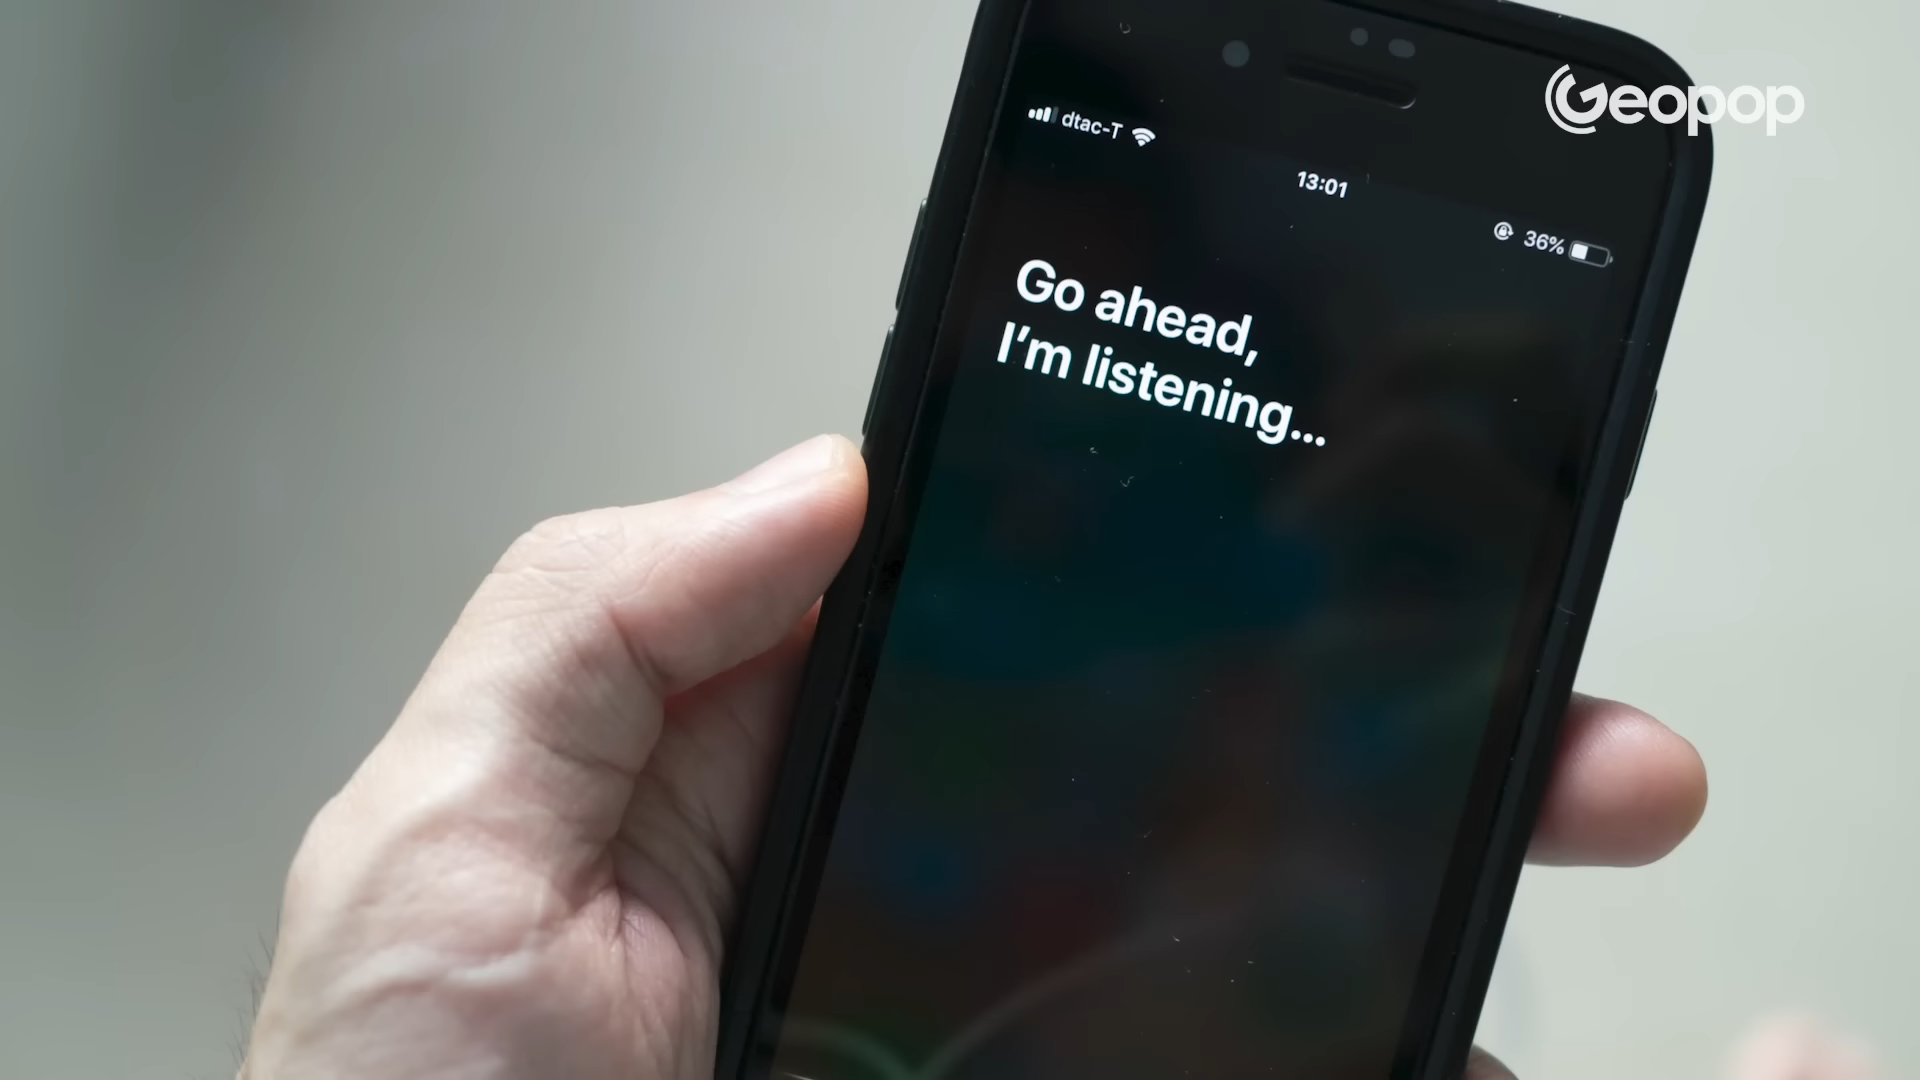 Geopop
dtac-T
13:01
36%
Go ahead,
I'm listening...